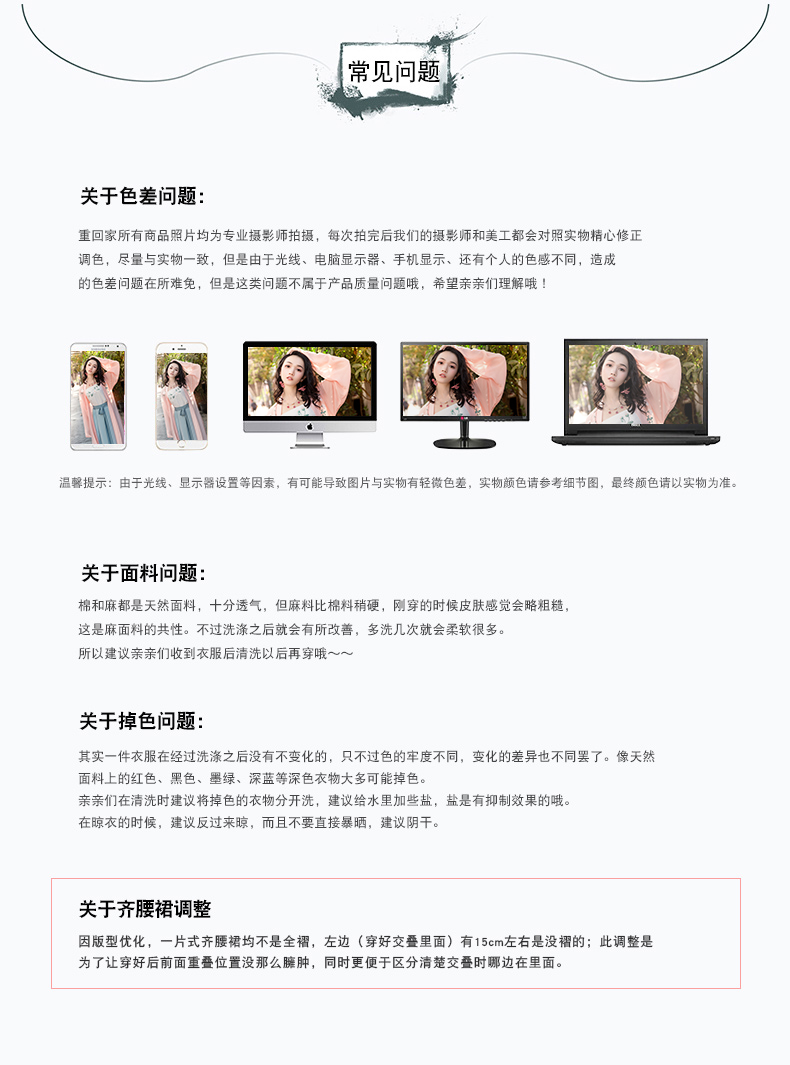 常见问题
关于色差问题：
重回家所有商品照片均为专业摄影师拍摄，每次拍完后我们的摄影师和美工都会对照实物精心修正
调色，尽量与实物一致，但是由于光线、电脑显示器、手机显示、还有个人的色感不同，造成
的色差问题在所难免，但是这类问题不属于产品质量问题哦，希望亲亲们理解哦！
温馨提示：由于光线、显示器设置等因素，有可能导致图片与实物有轻微色差，实物颜色请参考细节图，最终颜色请以实物为准。
关于面料问题：
棉和麻都是天然面料，十分透气，但麻料比棉料稍硬，刚穿的时候皮肤感觉会略粗糙，
这是麻面料的共性。不过洗涤之后就会有所改善，多洗几次就会柔软很多。
所以建议亲亲们收到衣服后清洗以后再穿哦～～
关于掉色问题：
其实一件衣服在经过洗涤之后没有不变化的，只不过色的牢度不同，变化的差异也不同罢了。像天然
面料上的红色、黑色、墨绿、深蓝等深色衣物大多可能掉色。
亲亲们在清洗时建议将掉色的衣物分开洗，建议给水里加些盐，盐是有抑制效果的哦。
在晾衣的时候，建议反过来晾，而且不要直接暴晒，建议阴干。
关于齐腰裙调整
因版型优化，一片式齐腰裙均不是全褶，左边（穿好交叠里面）有15cm左右是没褶的；此调整是
为了让穿好后前面重叠位置没那么臃肿，同时更便于区分清楚交叠时哪边在里面。